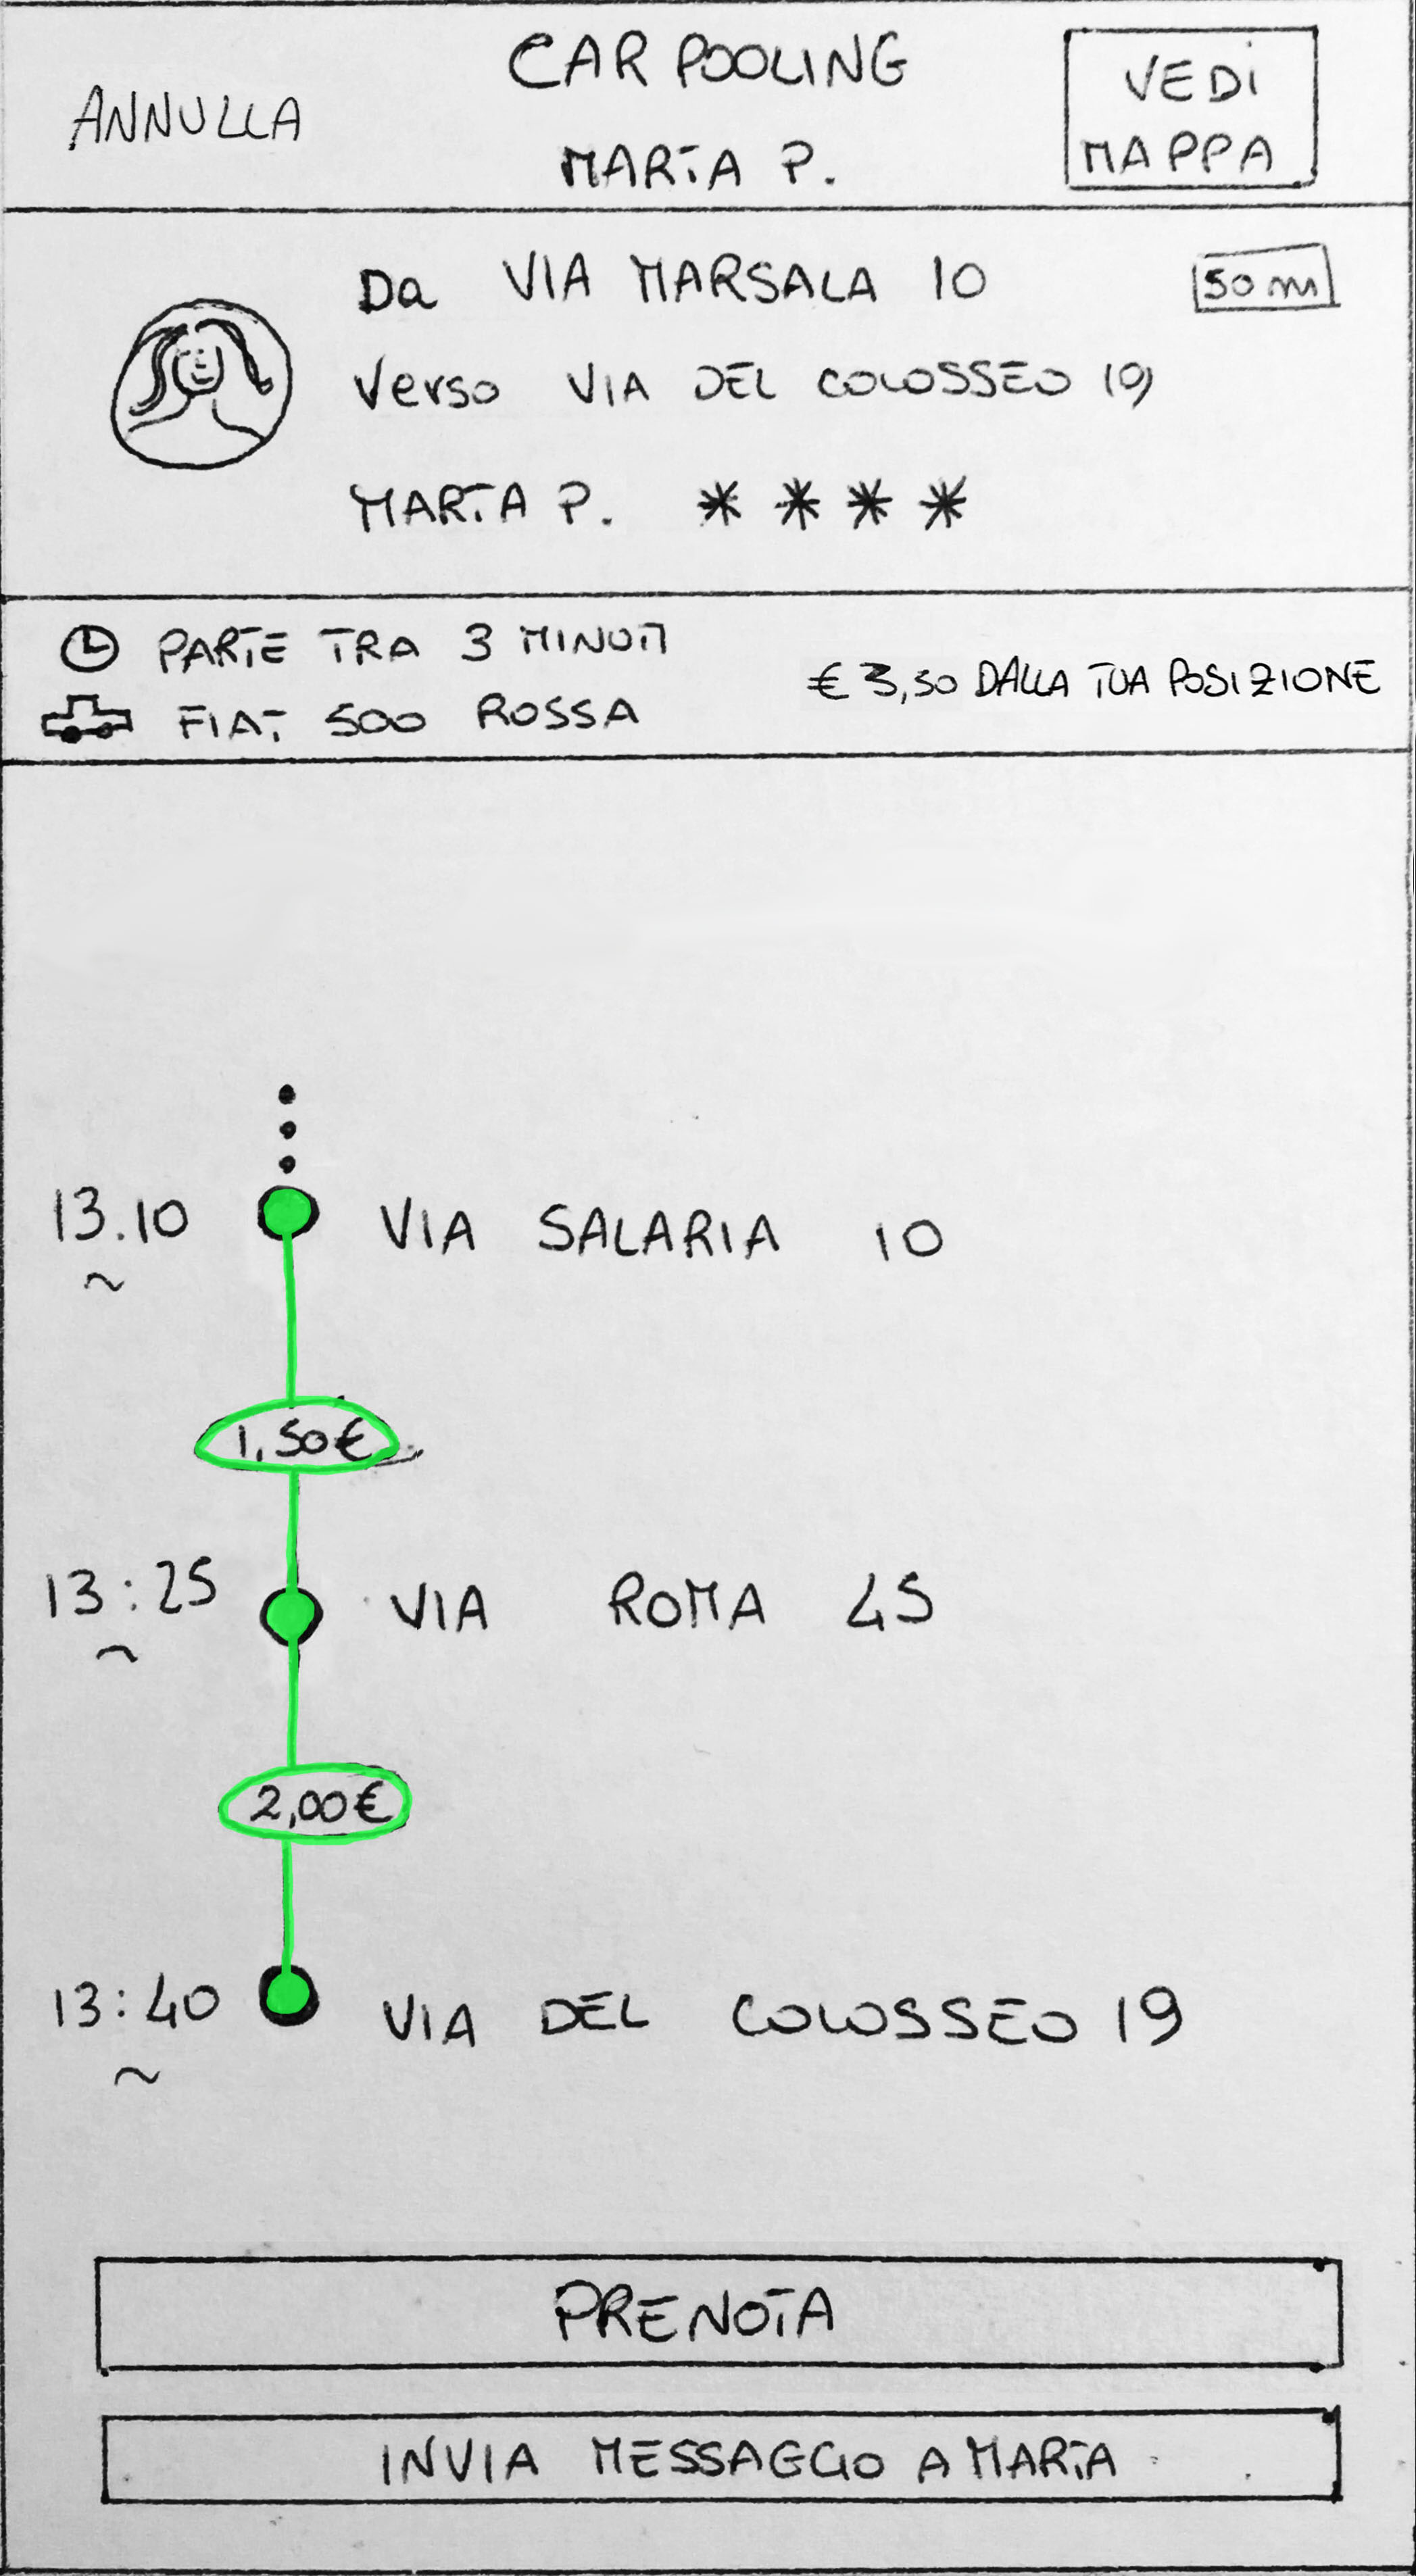 CAR POOLING
ANNULLA
MARTA P.
VEDI
MAPPA
Da VIA MARSALA 10
50 m
Verso VIA DEL COLOSSEO 19
MARTA P. * * * *
PARTE TRA 3 MINUTI
€ 3,50 DALLA TUA POSIZIONE
FIAT 500 ROSSA
13.10 VIA SALARIA 10
~
1,50€
13:25 VIA ROMA 45
~
2,00€
13:40 VIA DEL COLOSSEO 19
~
PRENOTA
INVIA MESSAGGIO A MARTA